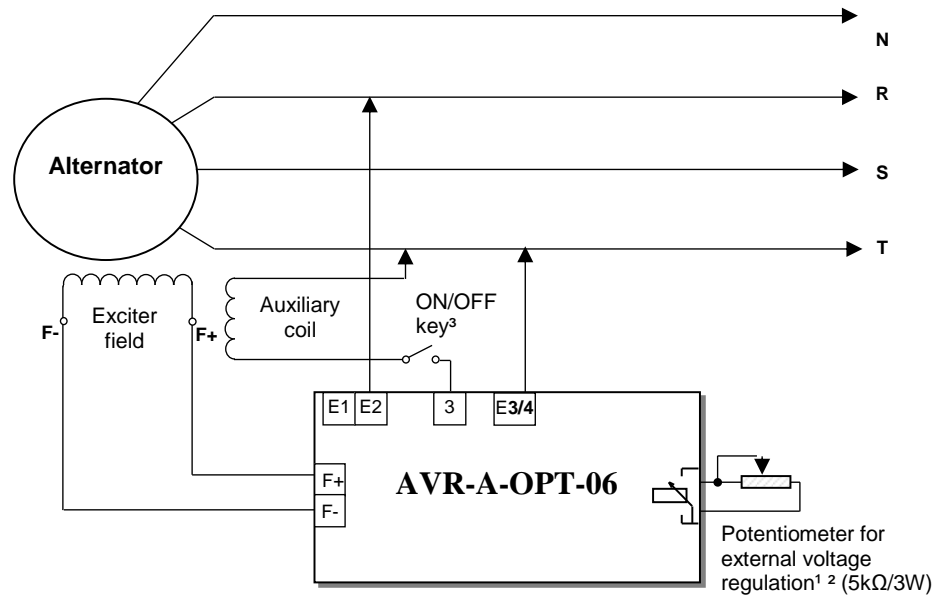 N
R
Alternator
S
T
Exciter
field
F-
F+
Auxiliary
coil
ON/OFF
key³
E1
E2
3
E3/4
F+
F-
AVR-A-OPT-06
Potentiometer for
external voltage
regulation¹ ² (5kΩ/3W)